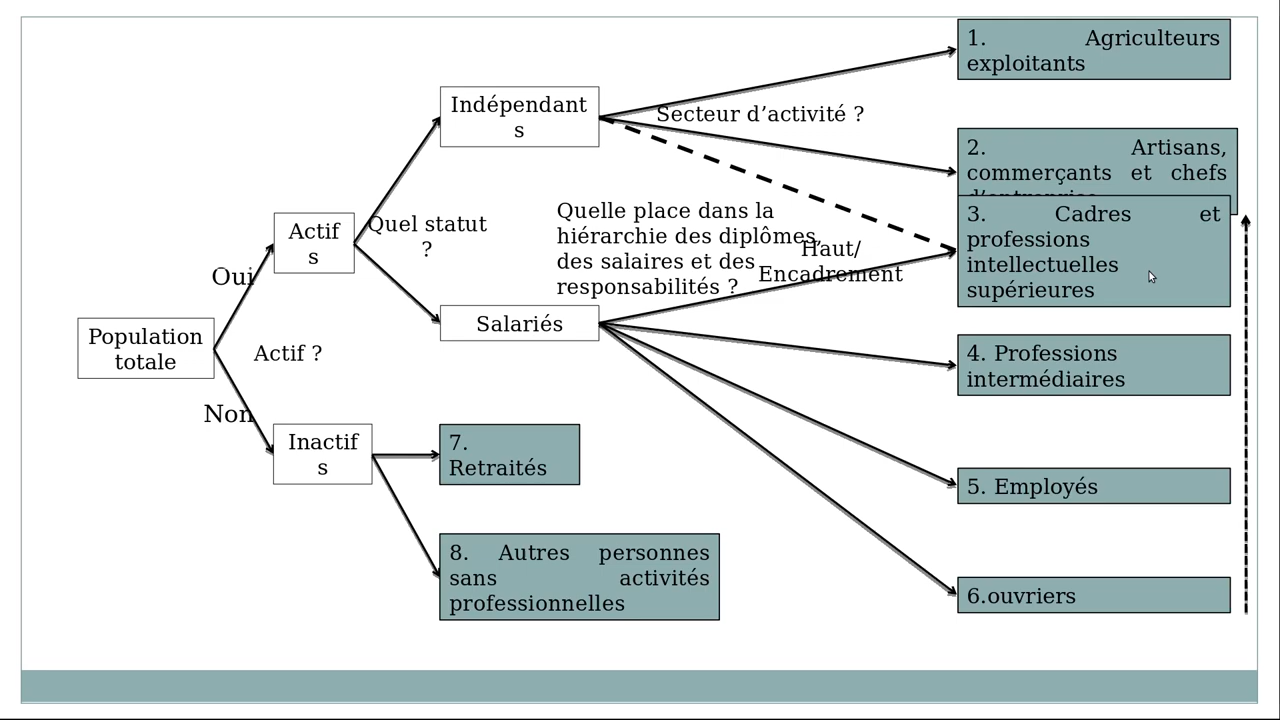 1. Agriculteurs
exploitants
Indépendant
s
Secteur d’activité ?
2. Artisans,
commerçants et chefs
3. Cadres et
professions
intellectuelles
supérieures
Quelle place dans la
hiérarchie des diplômes,
des salaires et des
responsabilités ?
Haut/
Encadrement
Actif
s
Quel statut
?
Oui
Salariés
Population
totale
Actif ?
4. Professions
intermédiaires
Non
Inactif
s
7.
Retraités
5. Employés
8. Autres personnes
sans activités
professionnelles
6.ouvriers